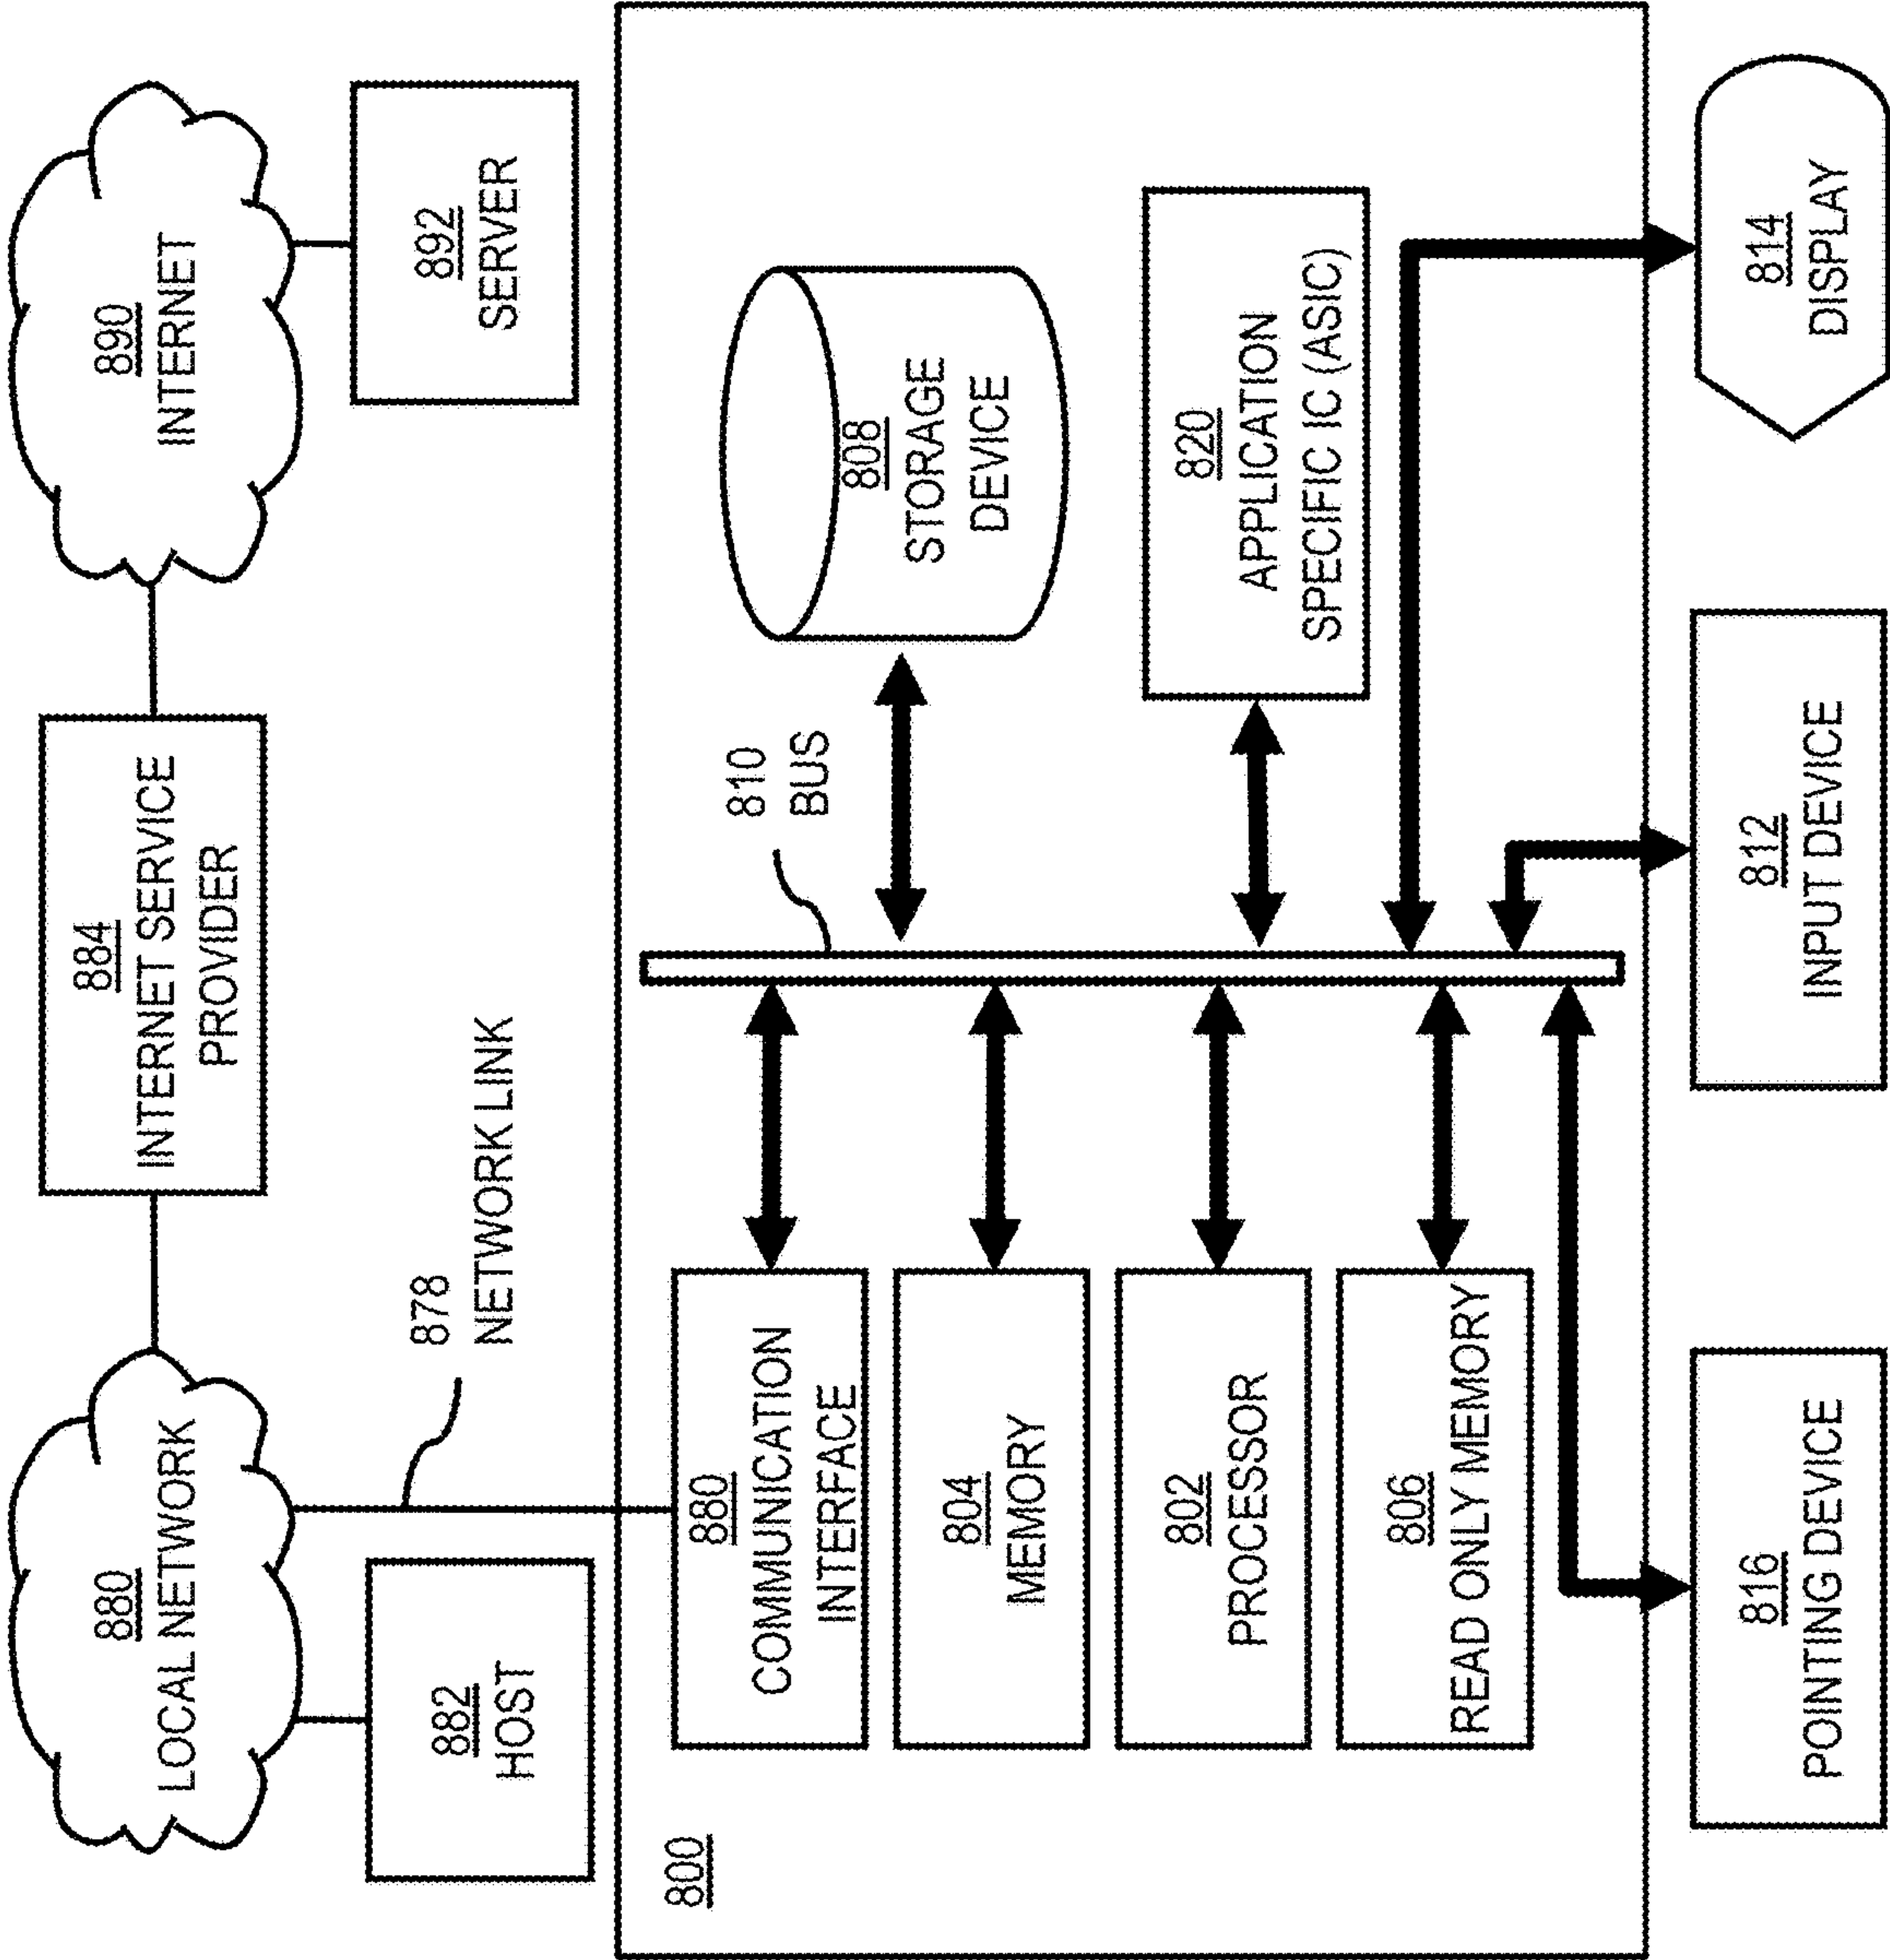 880
LOCAL NETWORK
884
INTERNET SERVICE
PROVIDER
890
INTERNET
882
HOST
878
NETWORK LINK
892
SERVER
800
880
COMMUNICATION
INTERFACE
810
BUS
808
STORAGE
DEVICE
804
MEMORY
802
PROCESSOR
820
APPLICATION
SPECIFIC IC (ASIC)
806
READ ONLY MEMORY
816
POINTING DEVICE
812
INPUT DEVICE
814
DISPLAY